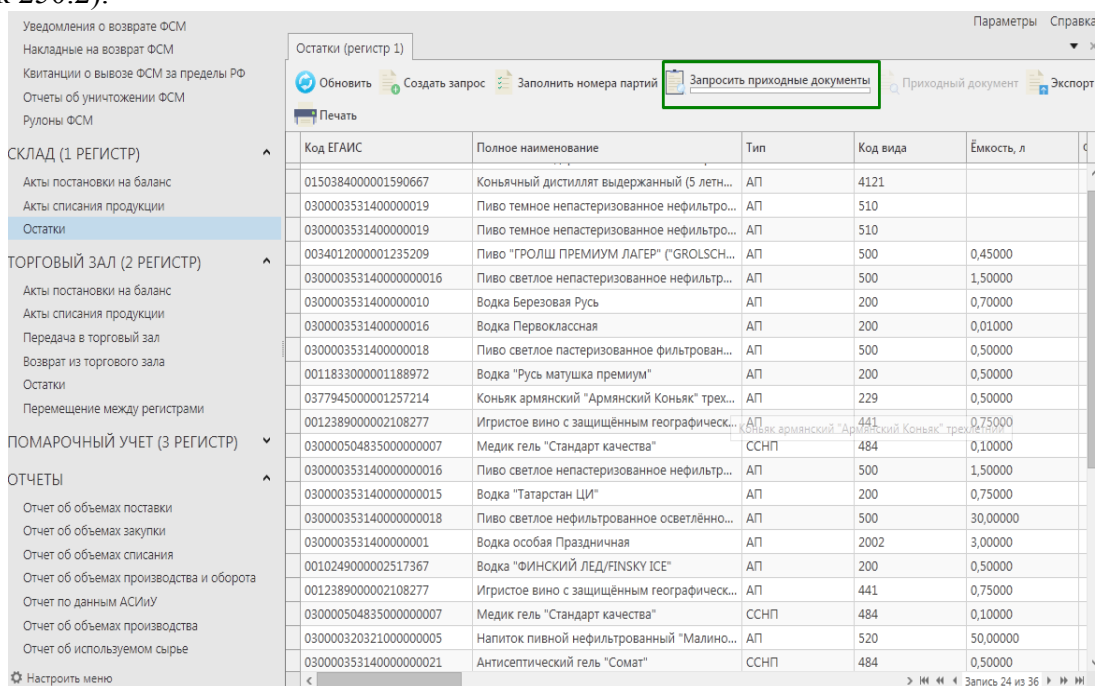 к 250.2).
Параметры Справка
Уведомления о возврате ФСМ
Накладные на возврат ФСМ
Квитанции о вывозе ФСМ за пределы РФ
Отчеты об уничтожении ФСМ
Рулоны ФСМ
СКЛАД (1 РЕГИСТР)
Акты постановки на баланс
Акты списания продукции
Остатки
ТОРГОВЫЙ ЗАЛ (2 РЕГИСТР)
Акты постановки на баланс
Акты списания продукции
Передача в торговый зал
Возврат из торгового зала
Остатки
Перемещение между регистрами
ПОМАРОЧНЫЙ УЧЕТ (3 РЕГИСТР)
ОТЧЕТЫ
Отчет об объемах поставки
Отчет об объемах закупки
Отчет об объемах списания
Отчет об объемах производства и оборота
Отчет по данным АСИиУ
Отчет об объемах производства
Отчет об используемом сырье
Настроить меню
Остатки (регистр 1)
Обновить Создать запрос Заполнить номера партий Запросить приходные документы Приходный документ Экспорт
Печать
Код ЕГАИС Полное наименование Тип Код вида Ёмкость, л
0150384000001590667 Коньячный дистиллят выдержанный (5 летн... АП 4121
0300003531400000019 Пиво темное непастеризованное нефильтро... АП 510
0300003531400000019 Пиво темное непастеризованное нефильтро... АП 510
0034012000001235209 Пиво "ГРОЛШ ПРЕМИУМ ЛАГЕР" ("GROLSCH... АП 500 0,45000
03000035314000000016 Пиво светлое непастеризованное нефильтр... АП 500 1,50000
0300003531400000010 Водка Березовая Русь АП 200 0,70000
0300003531400000016 Водка Первоклассная АП 200 0,01000
0300003531400000018 Пиво светлое пастеризованное фильтрован... АП 500 0,50000
0011833000001188972 Водка "Русь матушка премиум" АП 200 0,50000
0377945000001257214 Коньяк армянский "Армянский Коньяк" трех... АП 229 0,50000
0012389000002108277 Игристое вино с защищённым географическ... АП 441 0,75000
Коньяк армянский "Армянский Коньяк" трехлетний
030000504835000000007 Медик гель "Стандарт качества" ССНП 484 0,10000
03000035314000000016 Пиво светлое непастеризованное нефильтр... АП 500 1,50000
03000035314000000015 Водка "Татарстан ЦИ" АП 200 0,75000
03000035314000000018 Пиво светлое нефильтрованное осветлённо... АП 500 30,00000
0300003531400000001 Водка особая Праздничная АП 2002 3,00000
0010249000002517367 Водка "ФИНСКИЙ ЛЕД/FINSKY ICE" АП 200 0,50000
0012389000002108277 Игристое вино с защищённым географическ... АП 441 0,75000
030000504835000000007 Медик гель "Стандарт качества" ССНП 484 0,10000
030000320321000000005 Напиток пивной нефильтрованный "Малино... АП 520 50,00000
030000353140000000021 Антисептический гель "Сомат" ССНП 484 0,50000
Запись 24 из 36